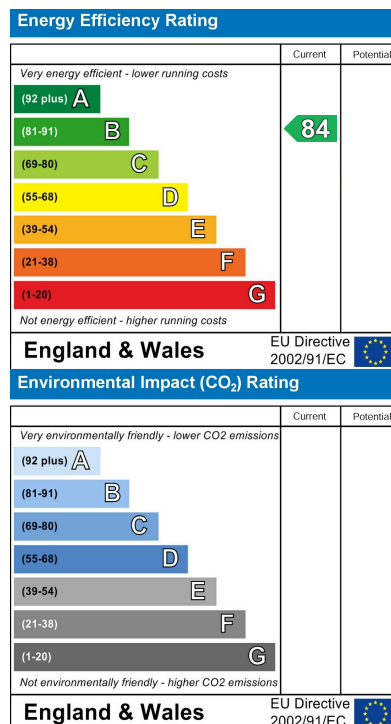 Energy Efficiency Rating
Current Potential
Very energy efficient - lower running costs
(92 plus) A
(81-91) B
84
(69-80) C
(55-68) D
(39-54) E
(21-38) F
(1-20) G
Not energy efficient - higher running costs
England & Wales
EU Directive
2002/91/EC
Environmental Impact (CO₂) Rating
Current Potential
Very environmentally friendly - lower CO2 emissions
(92 plus) A
(81-91) B
(69-80) C
(55-68) D
(39-54) E
(21-38) F
(1-20) G
Not environmentally friendly - higher CO2 emissions
England & Wales
EU Directive
2002/91/EC